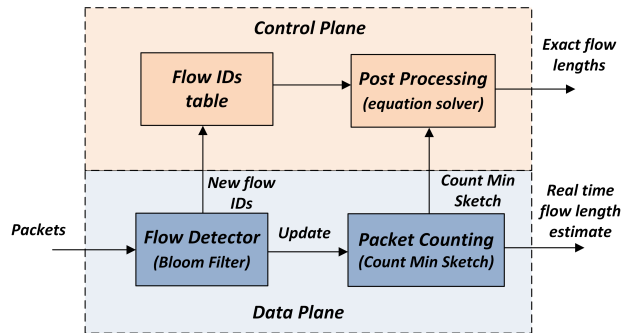 Control Plane
Flow IDs
table
Post Processing
(equation solver)
Exact flow
lengths
New flow
IDs
Count Min
Sketch
Packets
Flow Detector
(Bloom Filter)
Update
Packet Counting
(Count Min Sketch)
Real time
flow length
estimate
Data Plane